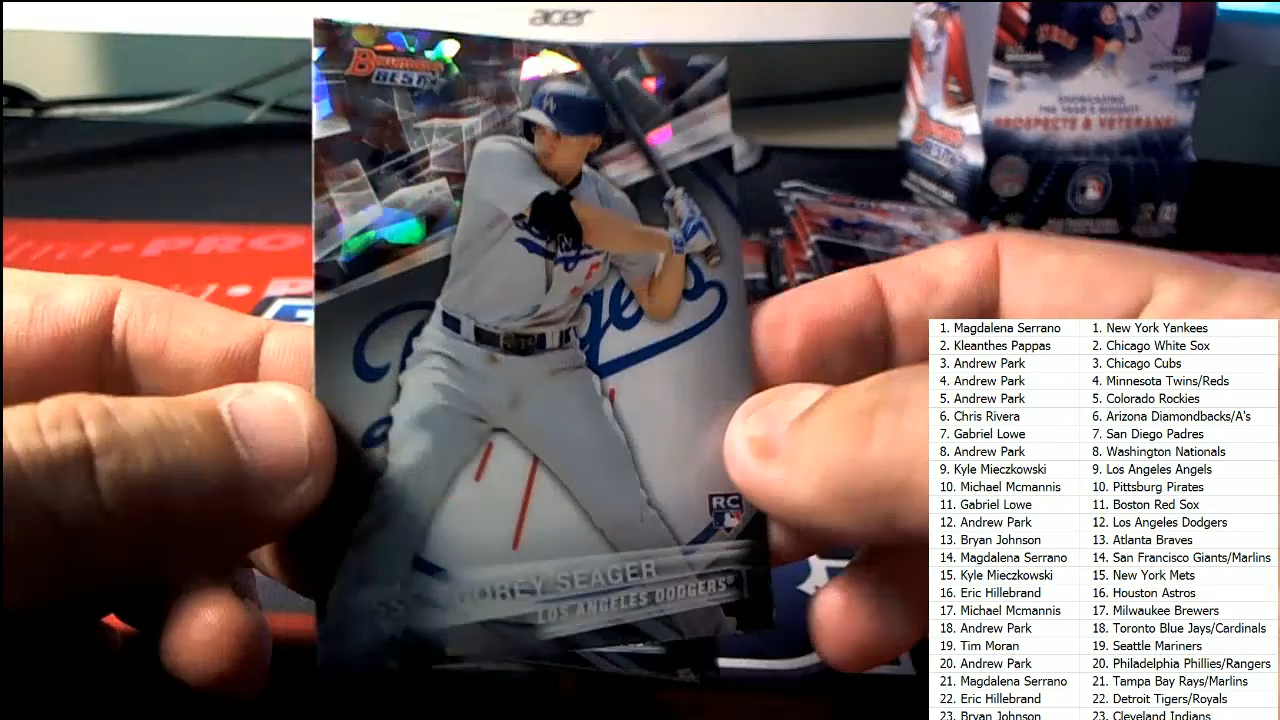 acer
BOWMAN'S
BEST
SHOWCASING
THE GAME'S NEWEST
PROSPECTS & VETERANS!
PRO
Dodgers
RC
COREY SEAGER
LOS ANGELES DODGERS®
1. Magdalena Serrano 1. New York Yankees
2. Kleanthes Pappas 2. Chicago White Sox
3. Andrew Park 3. Chicago Cubs
4. Andrew Park 4. Minnesota Twins/Reds
5. Andrew Park 5. Colorado Rockies
6. Chris Rivera 6. Arizona Diamondbacks/A's
7. Gabriel Lowe 7. San Diego Padres
8. Andrew Park 8. Washington Nationals
9. Kyle Mieczkowski 9. Los Angeles Angels
10. Michael Mcmannis 10. Pittsburg Pirates
11. Gabriel Lowe 11. Boston Red Sox
12. Andrew Park 12. Los Angeles Dodgers
13. Bryan Johnson 13. Atlanta Braves
14. Magdalena Serrano 14. San Francisco Giants/Marlins
15. Kyle Mieczkowski 15. New York Mets
16. Eric Hillebrand 16. Houston Astros
17. Michael Mcmannis 17. Milwaukee Brewers
18. Andrew Park 18. Toronto Blue Jays/Cardinals
19. Tim Moran 19. Seattle Mariners
20. Andrew Park 20. Philadelphia Phillies/Rangers
21. Magdalena Serrano 21. Tampa Bay Rays/Marlins
22. Eric Hillebrand 22. Detroit Tigers/Royals
23. Bryan Johnson 23. Cleveland Indians